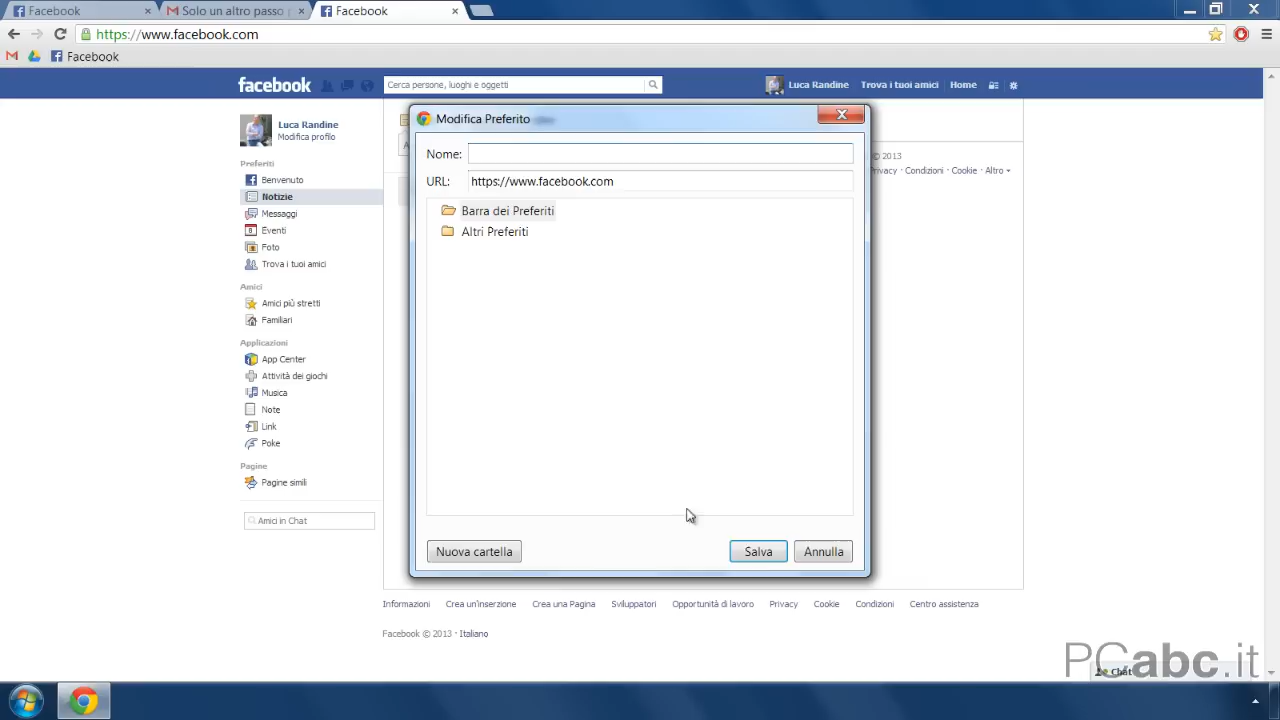 Facebook
Solo un altro passo p
Facebook
https://www.facebook.com
Facebook
facebook
Cerca persone, luoghi e oggetti
Luca Randine
Trova i tuoi amici
Home
Luca Randine
Modifica profilo
Preferiti
Benvenuto
Notizie
Messaggi
Eventi
Foto
Trova i tuoi amici
Amici
Amici più stretti
Familiari
Applicazioni
App Center
Attività dei giochi
Musica
Note
Link
Poke
Pagine
Pagine simili
Amici in Chat
Modifica Preferito
Nome:
URL: https://www.facebook.com
Barra dei Preferiti
Altri Preferiti
Nuova cartella
Salva
Annulla
© 2013
Privacy · Condizioni · Cookie · Altro
Informazioni
Crea un'inserzione
Crea una Pagina
Sviluppatori
Opportunità di lavoro
Privacy
Cookie
Condizioni
Centro assistenza
Facebook © 2013 · Italiano
Chat
PCabc.it